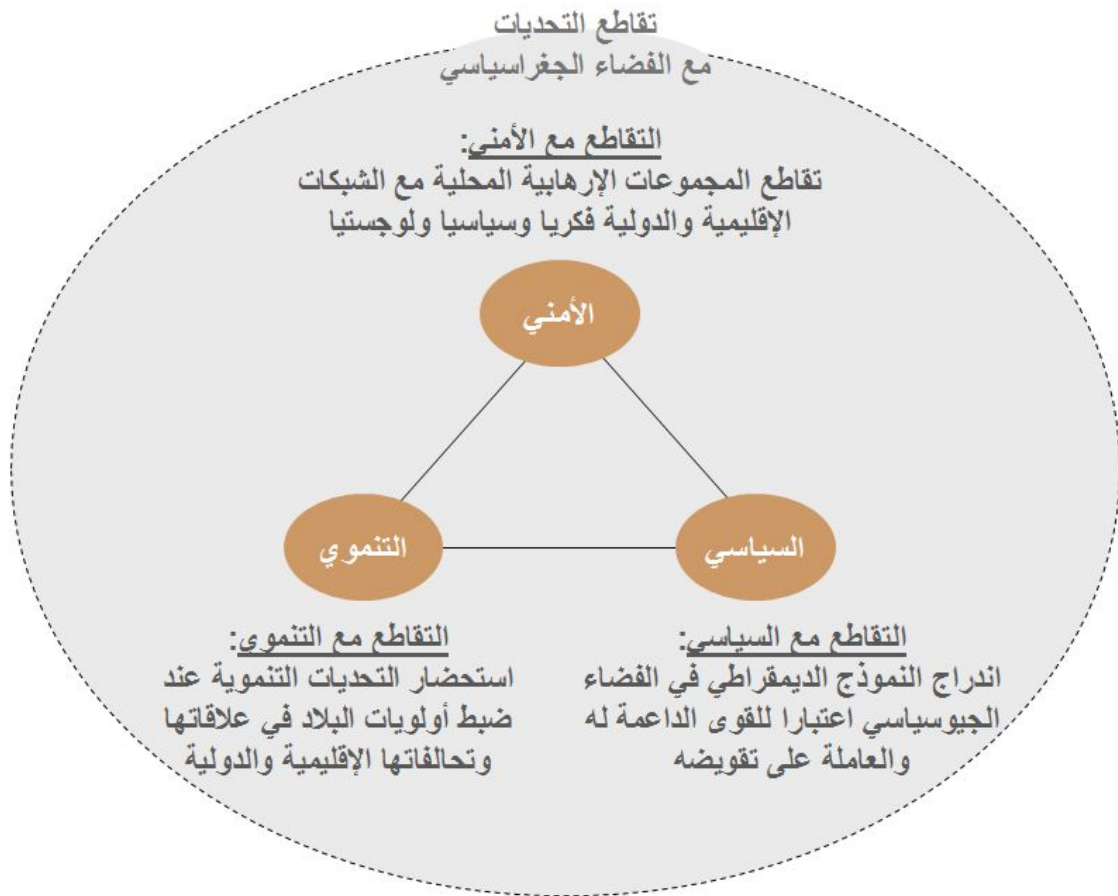 تقاطع التحديات
مع الفضاء الجغراسياسي
التقاطع مع الأمني:
تقاطع المجموعات الإرهابية المحلية مع الشبكات
الإقليمية والدولية فكريا وسياسيا ولوجستيا
الأمني
السياسي
التنموي
التقاطع مع السياسي:
اندراج النموذج الديمقراطي في الفضاء
الجيوسياسي اعتبارا للقوى الداعمة له
والعاملة على تقويضه
التقاطع مع التنموي:
استحضار التحديات التنموية عند
ضبط أولويات البلاد في علاقاتها
وتحالفاتها الإقليمية والدولية